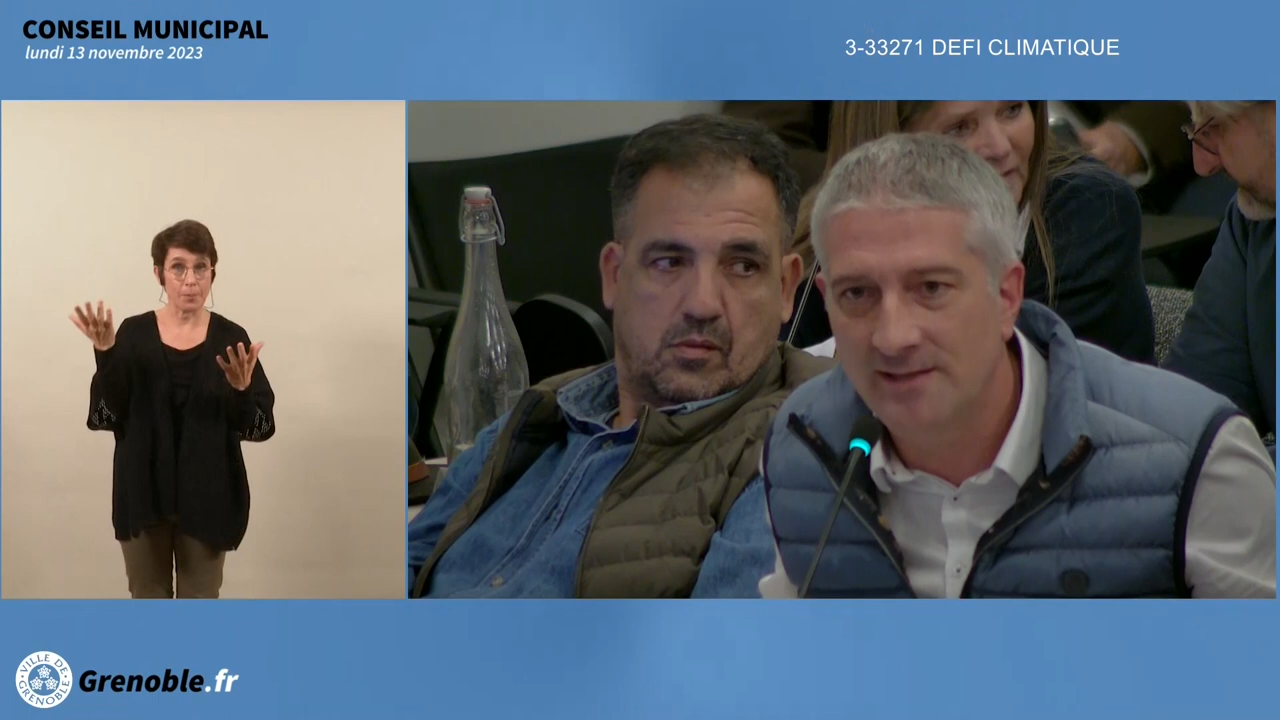 CONSEIL MUNICIPAL
lundi 13 novembre 2023
3-33271 DEFI CLIMATIQUE
VILLE DE
GRENOBLE
Grenoble.fr